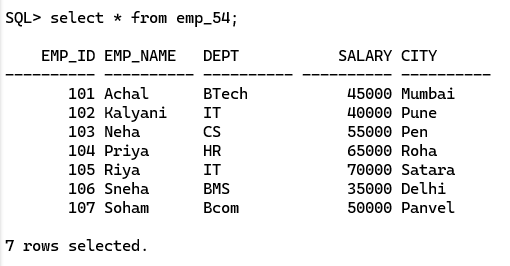 SQL> select * from emp_54;
EMP_ID EMP_NAME DEPT SALARY CITY
---------- ---------- ---------- ---------- ----------
101 Achal BTech 45000 Mumbai
102 Kalyani IT 40000 Pune
103 Neha CS 55000 Pen
104 Priya HR 65000 Roha
105 Riya IT 70000 Satara
106 Sneha BMS 35000 Delhi
107 Soham Bcom 50000 Panvel
7 rows selected.